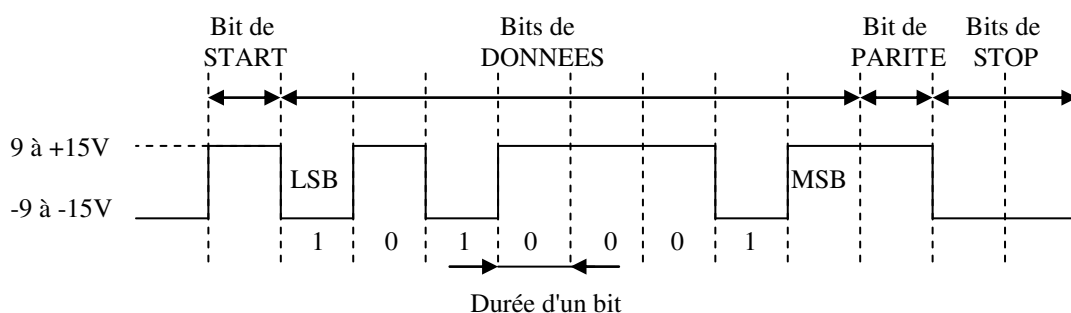 Bit de
START
Bits de
DONNEES
Bit de
PARITE
Bits de
STOP
9 à +15V
LSB
MSB
-9 à -15V
1 0 1 0 0 0 1
Durée d'un bit